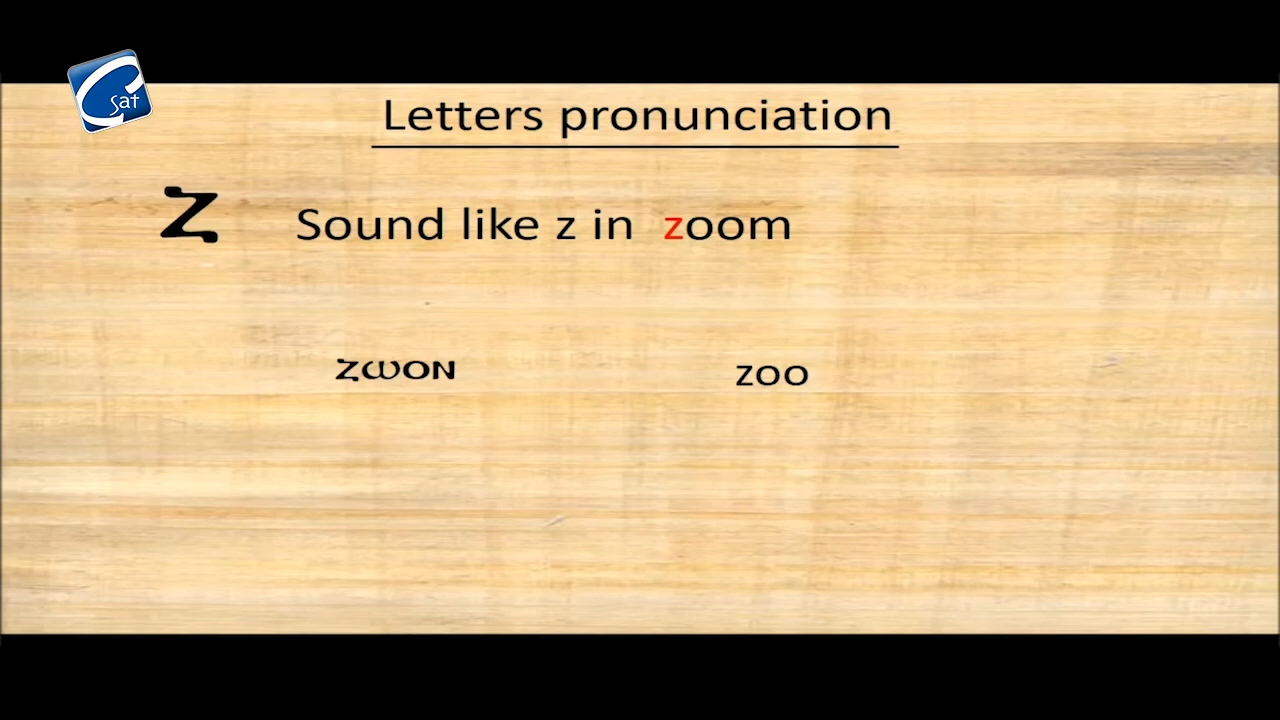 C Sat
Letters pronunciation
Ⲍ Sound like z in zoom
ⲍⲱⲟⲛ zoo